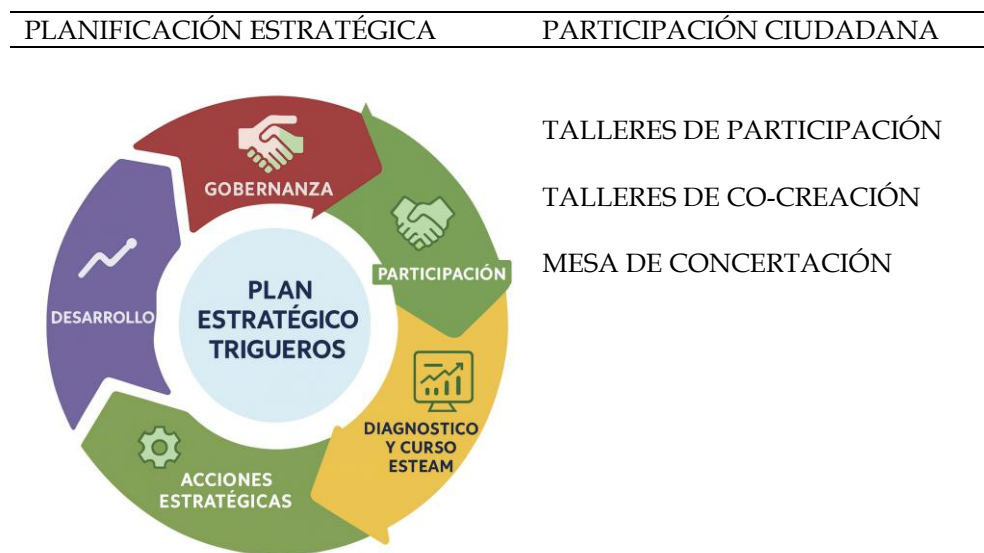 PLANIFICACIÓN ESTRATÉGICA
PARTICIPACIÓN CIUDADANA
GOBERNANZA
PARTICIPACIÓN
DIAGNOSTICO
Y CURSO
ESTEAM
ACCIONES
ESTRATÉGICAS
DESARROLLO
PLAN
ESTRATÉGICO
TRIGUEROS
TALLERES DE PARTICIPACIÓN
TALLERES DE CO-CREACIÓN
MESA DE CONCERTACIÓN